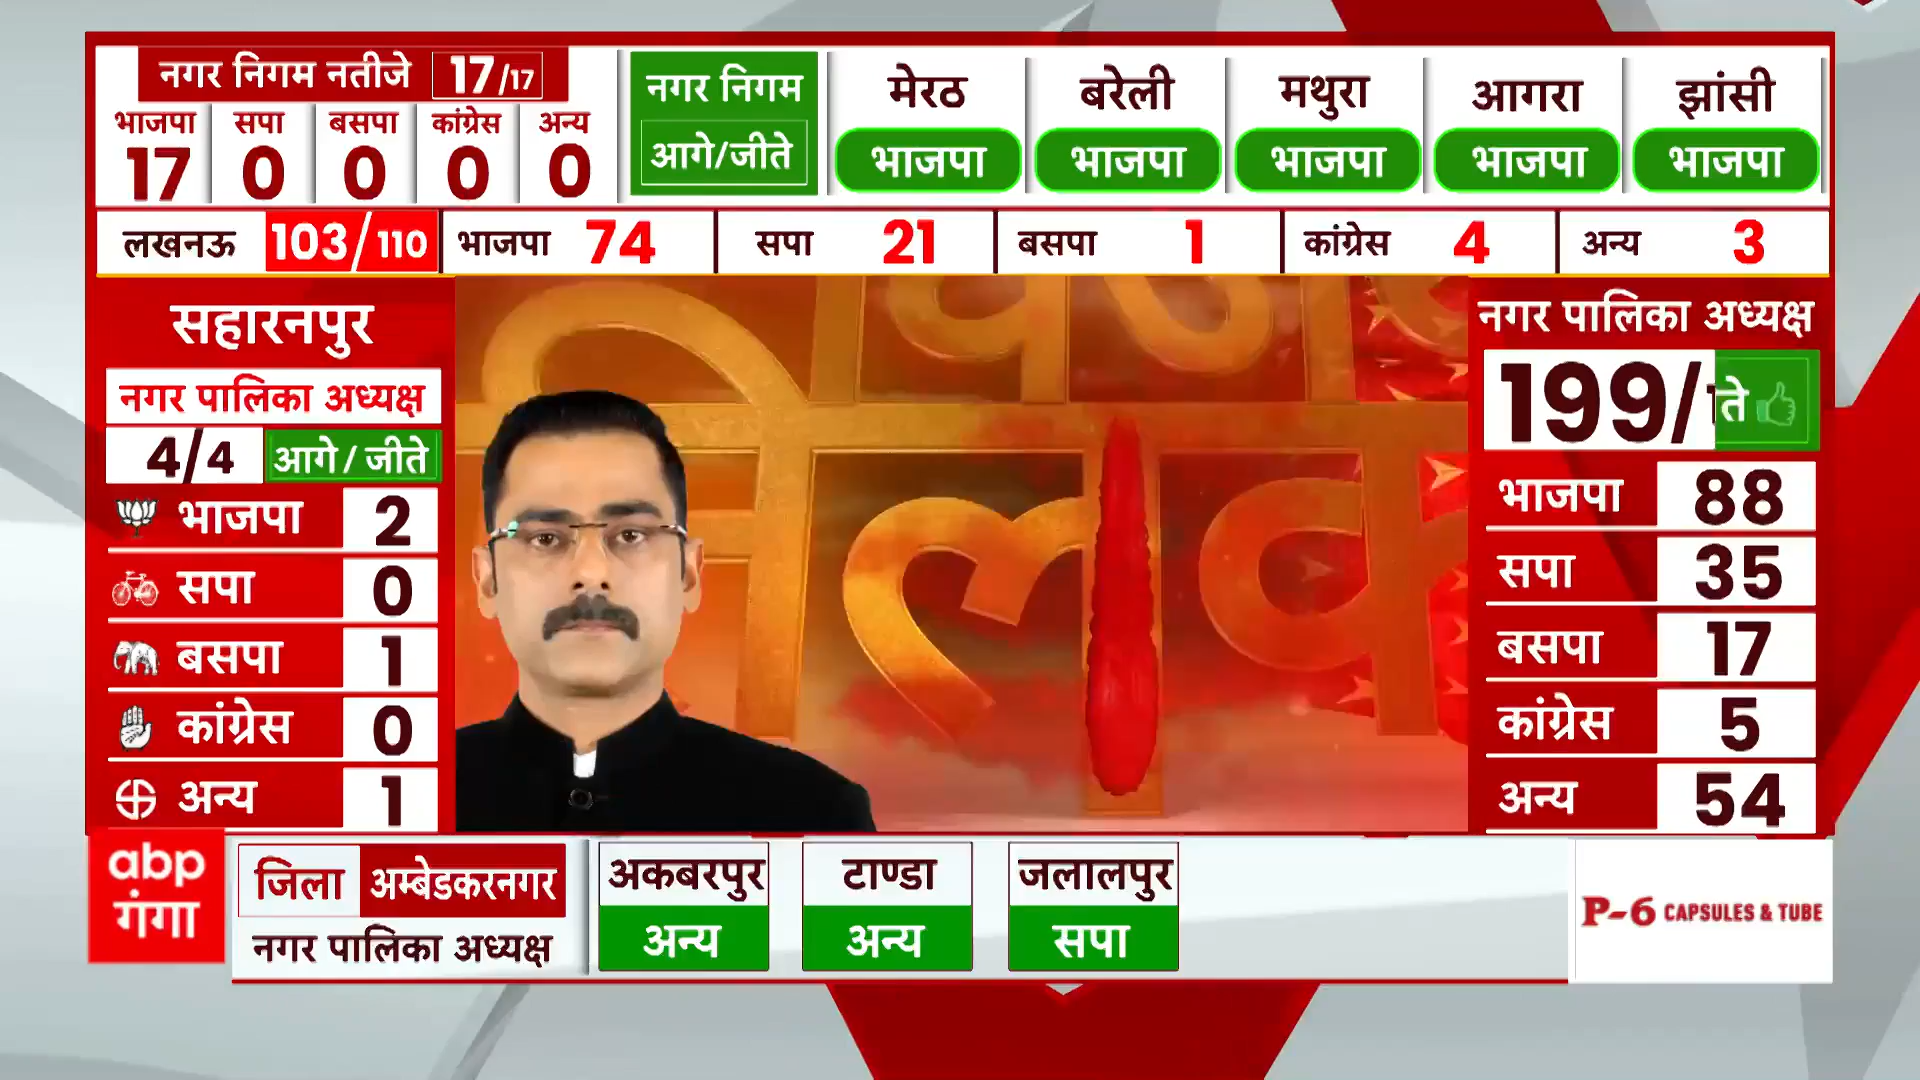 नगर निगम नतीजे 17/17
भाजपा सपा बसपा कांग्रेस अन्य
17 0 0 0 0
नगर निगम
आगे/जीते
मेरठ बरेली मथुरा आगरा झांसी
भाजपा भाजपा भाजपा भाजपा भाजपा
लखनऊ 103/110 भाजपा 74 सपा 21 बसपा 1 कांग्रेस 4 अन्य 3
सहारनपुर
नगर पालिका अध्यक्ष
4/4 आगे/जीते
भाजपा 2
सपा 0
बसपा 1
कांग्रेस 0
अन्य 1
तिलक
नगर पालिका अध्यक्ष
199/ ते
भाजपा 88
सपा 35
बसपा 17
कांग्रेस 5
अन्य 54
abp
गंगा
जिला अम्बेडकरनगर
नगर पालिका अध्यक्ष
अकबरपुर टाण्डा जलालपुर
अन्य अन्य सपा
P-6 CAPSULES & TUBE